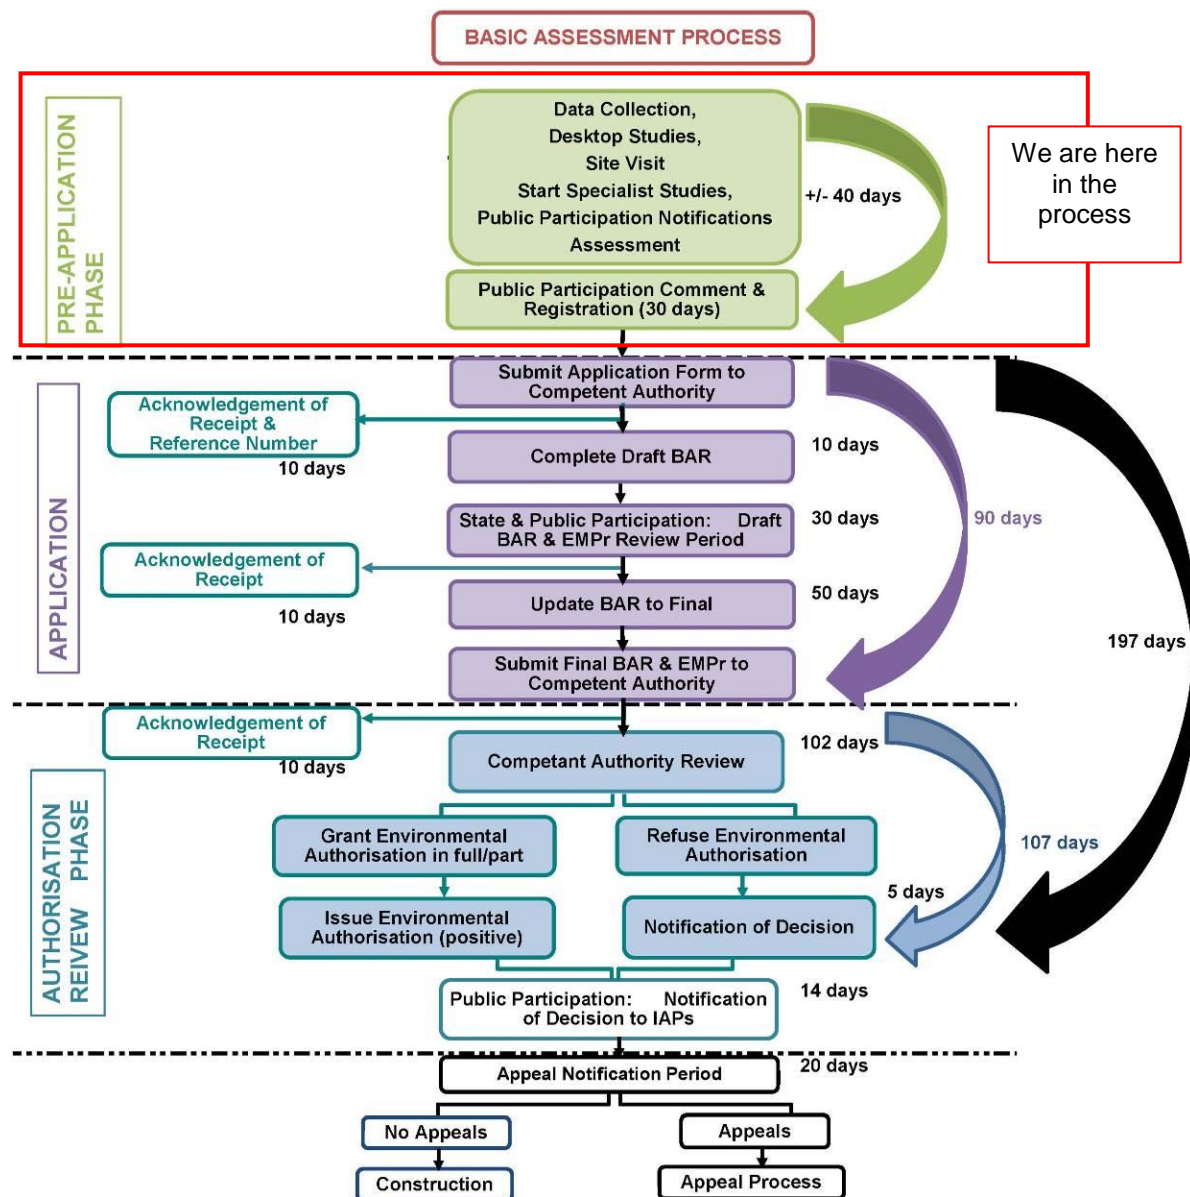 BASIC ASSESSMENT PROCESS
PRE-APPLICATION
PHASE
Data Collection,
Desktop Studies,
Site Visit
Start Specialist Studies,
Public Participation Notifications
Assessment
+/- 40 days
We are here
in the
process
Public Participation Comment &
Registration (30 days)
APPLICATION
Submit Application Form to
Competent Authority
Acknowledgement of
Receipt &
Reference Number
10 days
Complete Draft BAR
10 days
State & Public Participation: Draft
BAR & EMPr Review Period
30 days
90 days
Acknowledgement of
Receipt
10 days
Update BAR to Final
50 days
197 days
Submit Final BAR & EMPr to
Competent Authority
AUTHORISATION
REIVEW PHASE
Acknowledgement of
Receipt
10 days
Competant Authority Review
102 days
Grant Environmental
Authorisation in full/part
Refuse Environmental
Authorisation
107 days
Issue Environmental
Authorisation (positive)
Notification of Decision
5 days
Public Participation: Notification
of Decision to IAPs
14 days
Appeal Notification Period
20 days
No Appeals
Appeals
Construction
Appeal Process